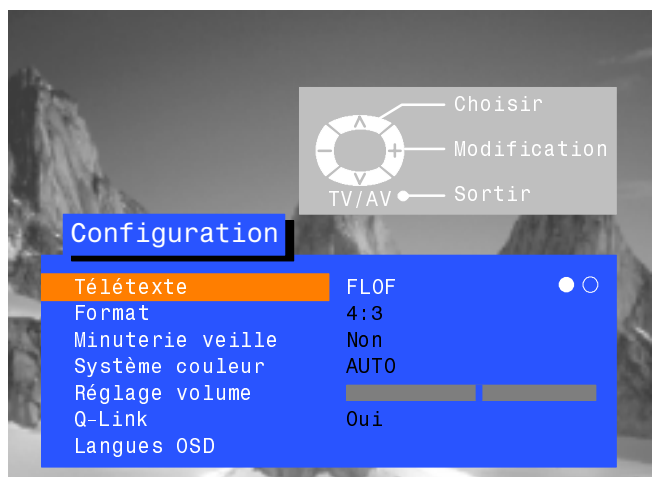 Choisir
Modification
TV/AV Sortir
Configuration
Télétexte FLOF
Format 4:3
Minuterie veille Non
Système couleur AUTO
Réglage volume
Q-Link Oui
Langues OSD